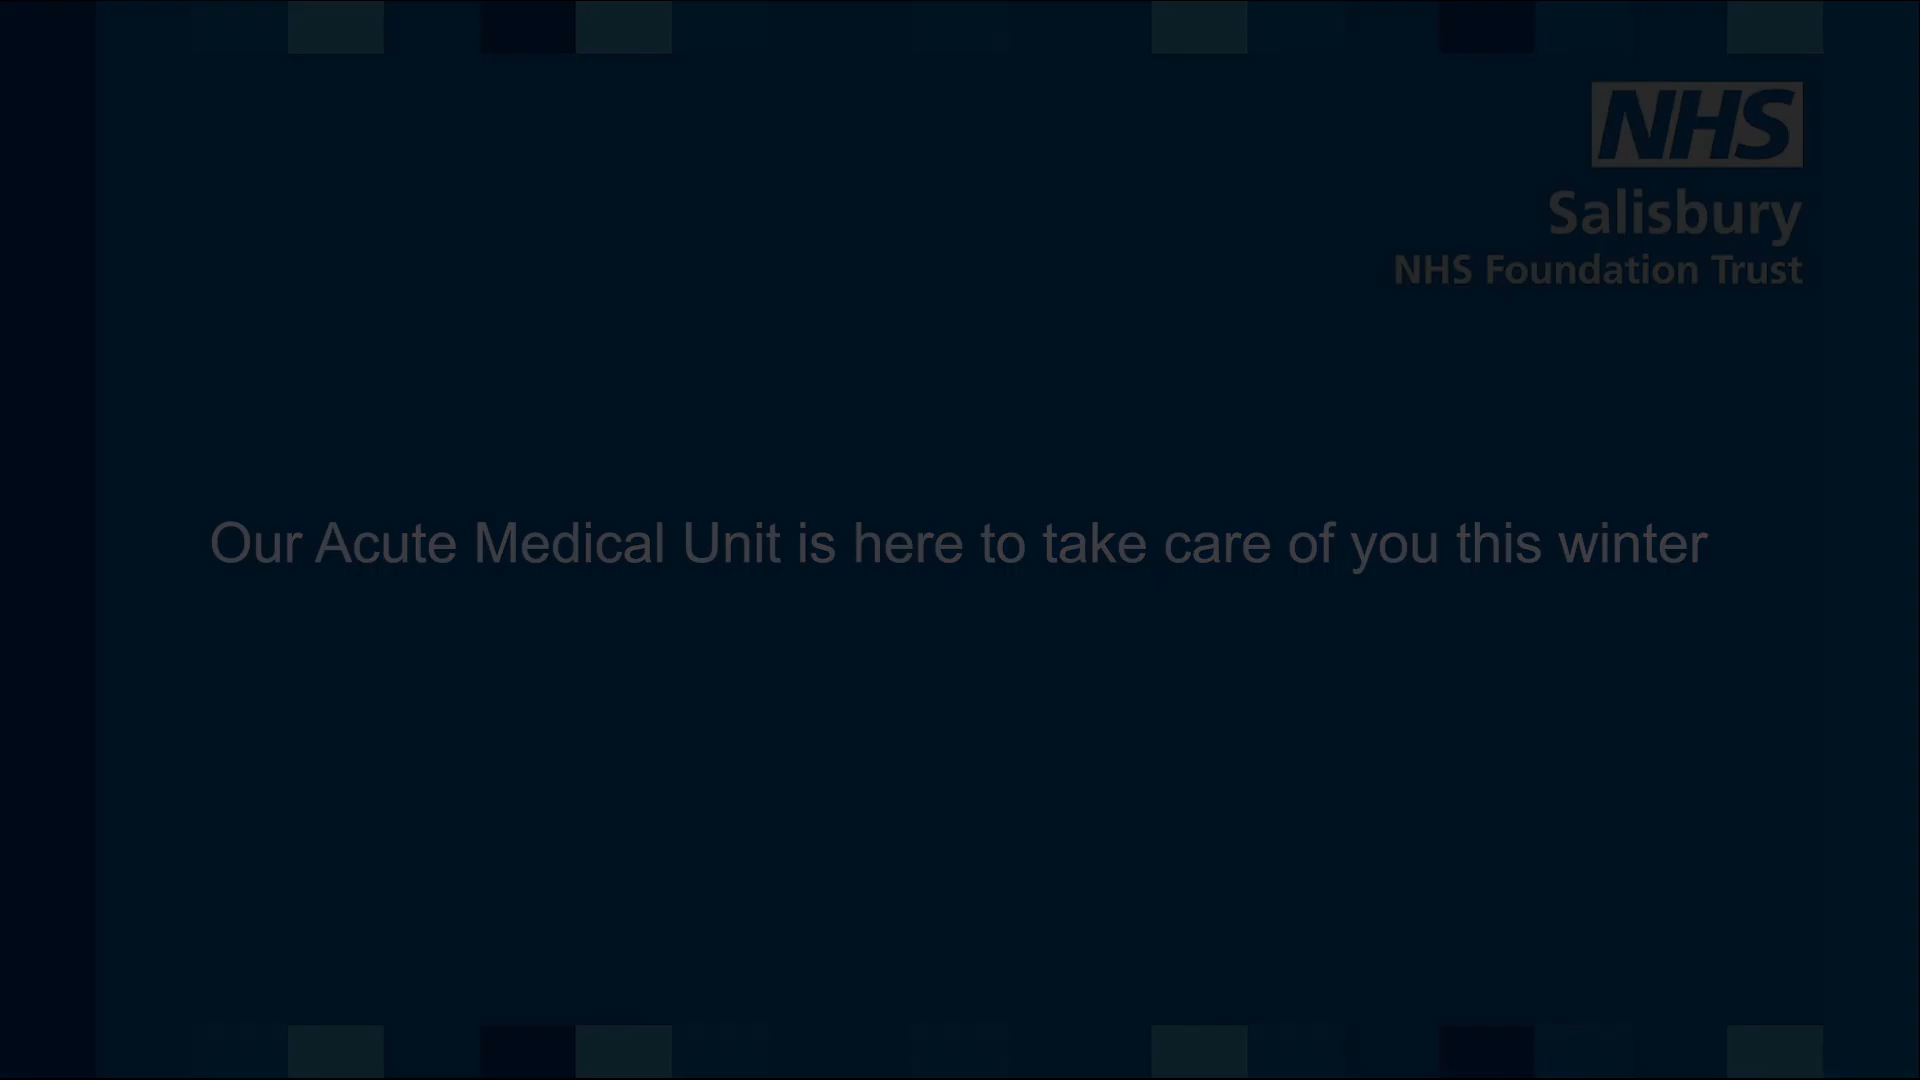 NHS
Salisbury
NHS Foundation Trust
Our Acute Medical Unit is here to take care of you this winter